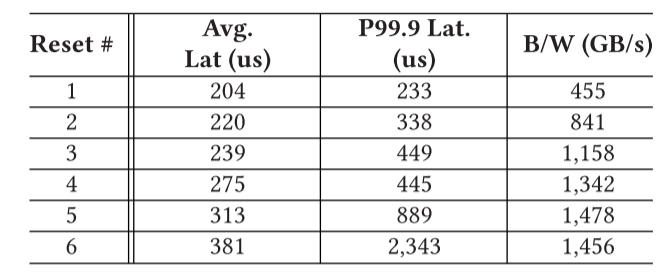 Reset # Avg. Lat (us) P99.9 Lat. (us) B/W (GB/s)
1 204 233 455
2 220 338 841
3 239 449 1,158
4 275 445 1,342
5 313 889 1,478
6 381 2,343 1,456